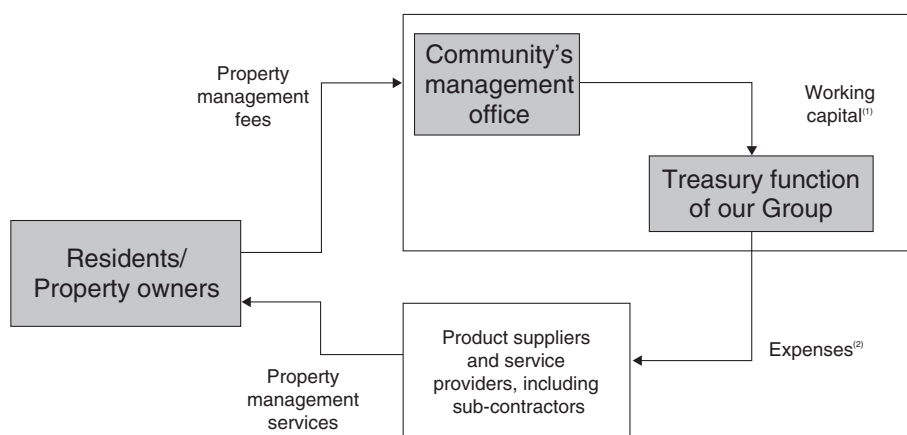 Community's
management
office
Property
management
fees
Working
capital(1)
Treasury function
of our Group
Residents/
Property owners
Product suppliers
and service
providers, including
sub-contractors
Expenses(2)
Property
management
services